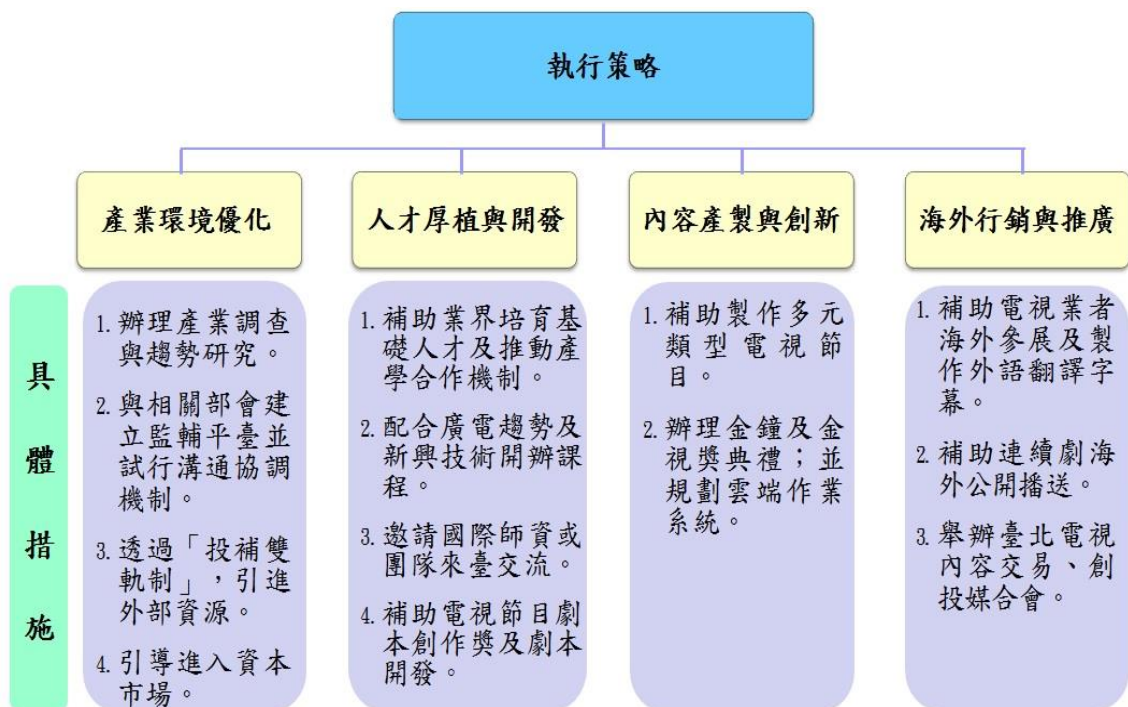 執行策略
產業環境優化
人才厚植與開發
內容產製與創新
海外行銷與推廣
具體措施
1. 辦理產業調查
與趨勢研究。
2. 與相關部會建
立監輔平臺並
試行溝通協調
機制。
3. 透過「投補雙
軌制」，引進
外部資源。
4. 引導進入資本
市場。
1. 補助業界培育基
礎人才及推動產
學合作機制。
2. 配合廣電趨勢及
新興技術開辦課
程。
3. 邀請國際師資或
團隊來臺交流。
4. 補助電視節目劇
本創作獎及劇本
開發。
1. 補助製作多元
類型電視節
目。
2. 辦理金鐘及金
視獎典禮；並
規劃雲端作業
系統。
1. 補助電視業者
海外參展及製
作外語翻譯字
幕。
2. 補助連續劇海
外公開播送。
3. 舉辦臺北電視
內容交易、創
投媒合會。